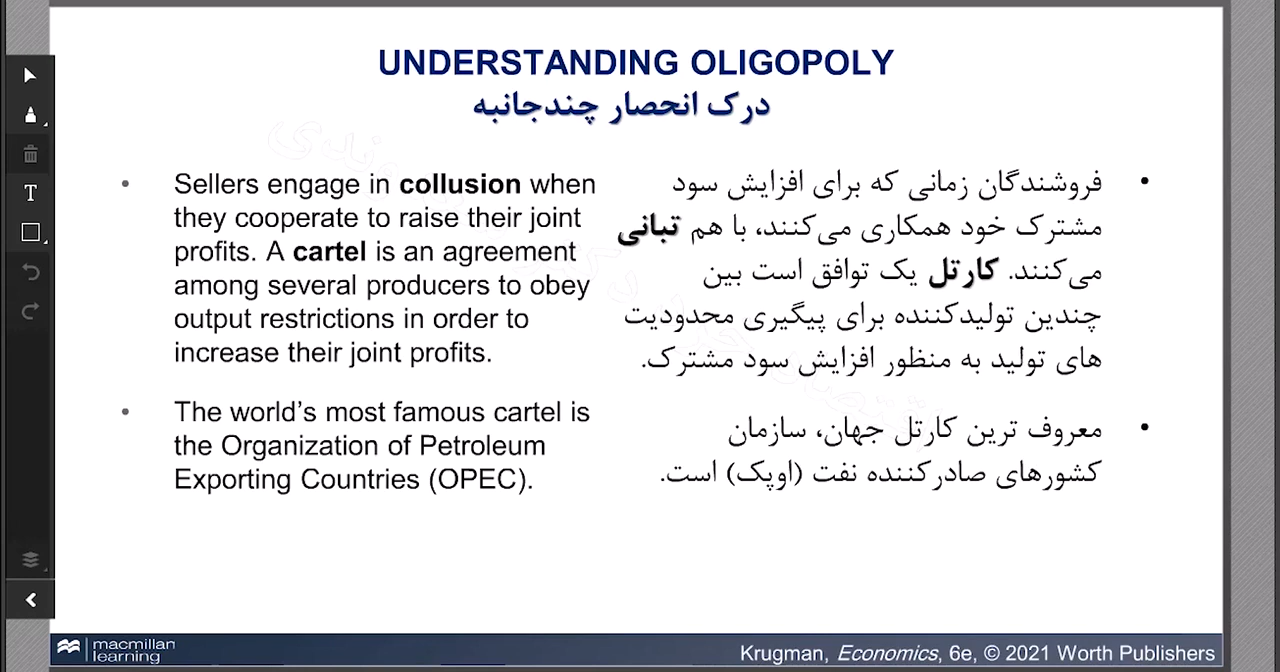 UNDERSTANDING OLIGOPOLY
درک انحصار چندجانبه
• Sellers engage in collusion when
they cooperate to raise their joint
profits. A cartel is an agreement
among several producers to obey
output restrictions in order to
increase their joint profits.
• The world’s most famous cartel is
the Organization of Petroleum
Exporting Countries (OPEC).
• فروشندگان زمانی که برای افزایش سود
مشترک خود همکاری می‌کنند، با هم تبانی
می‌کنند. کارتل یک توافق است بین
چندین تولیدکننده برای پیگیری محدودیت
های تولید به منظور افزایش سود مشترک.
• معروف ترین کارتل جهان، سازمان
کشورهای صادرکننده نفت (اوپک) است.
macmillan
learning
Krugman, Economics, 6e, © 2021 Worth Publishers